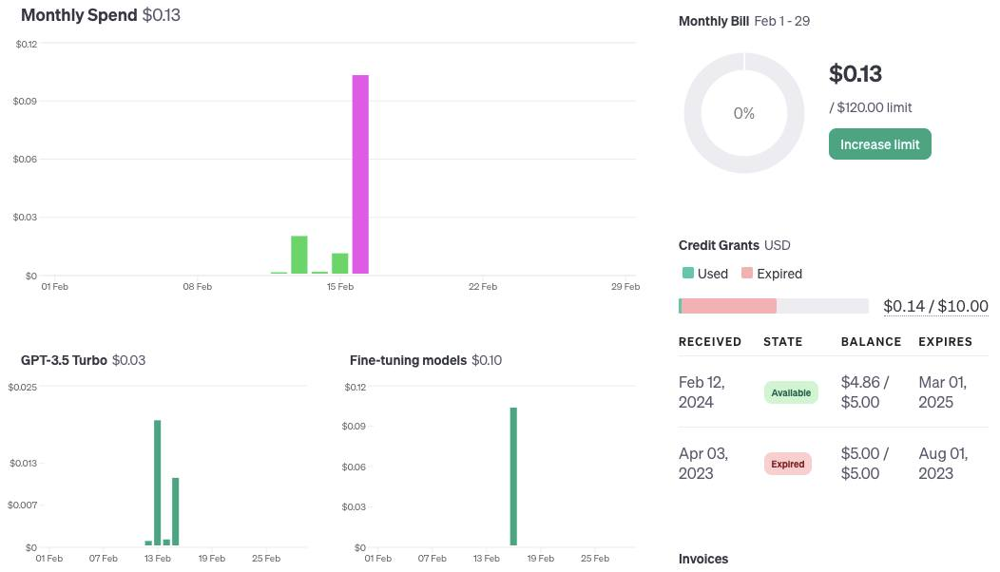 Monthly Spend $0.13
$0.12
$0.09
$0.06
$0.03
$0
01 Feb 08 Feb 15 Feb 22 Feb 29 Feb
GPT-3.5 Turbo $0.03
$0.025
$0.013
$0.007
$0
01 Feb 07 Feb 13 Feb 19 Feb 25 Feb
Fine-tuning models $0.10
$0.12
$0.09
$0.06
$0.03
$0
01 Feb 07 Feb 13 Feb 19 Feb 25 Feb
Monthly Bill Feb 1 - 29
0%
$0.13
/ $120.00 limit
Increase limit
Credit Grants USD
Used Expired
$0.14 / $10.00
RECEIVED STATE BALANCE EXPIRES
Feb 12, 2024 Available $4.86 / $5.00 Mar 01, 2025
Apr 03, 2023 Expired $5.00 / $5.00 Aug 01, 2023
Invoices